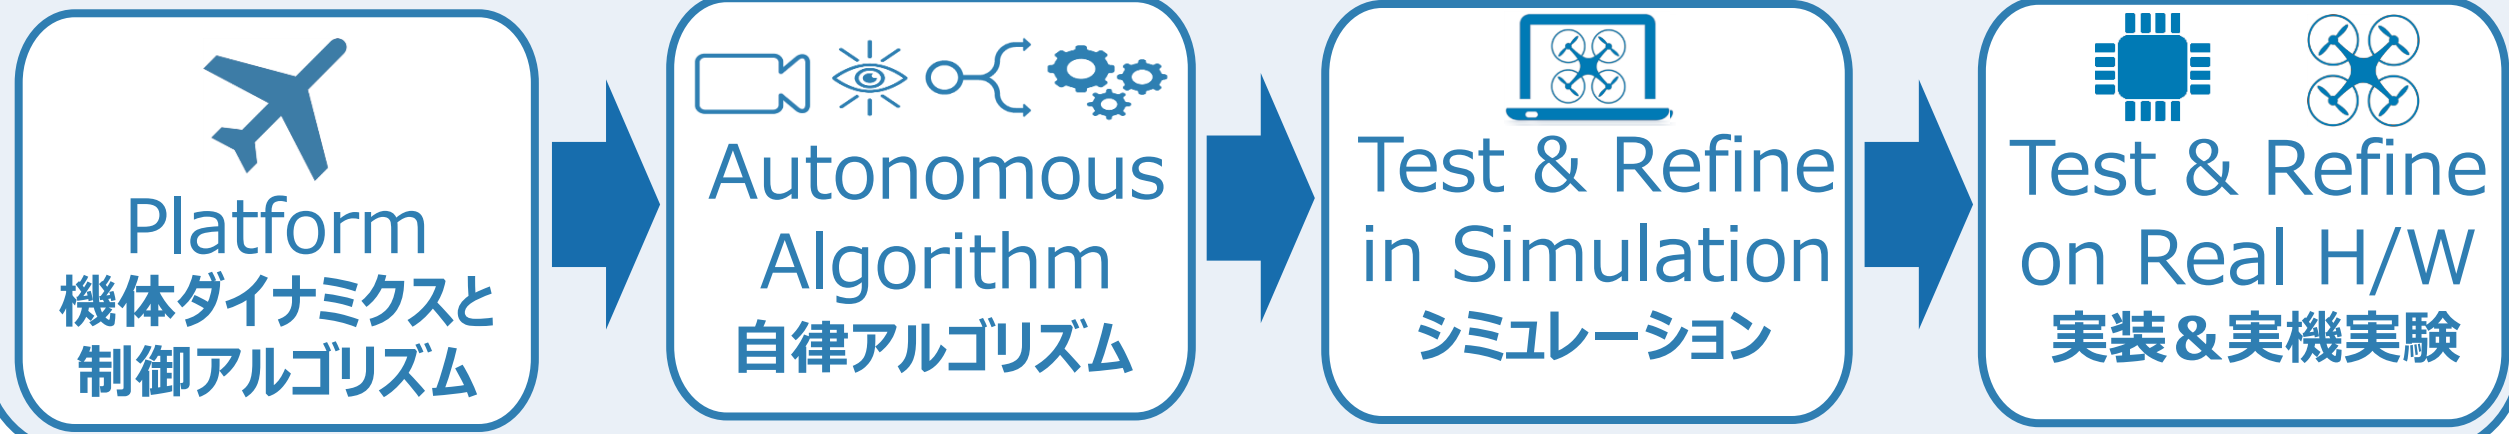 Platform
機体ダイナミクスと
制御アルゴリズム
Autonomous
Algorithm
自律アルゴリズム
Test & Refine
in Simulation
シミュレーション
Test & Refine
on Real H/W
実装&実機実験